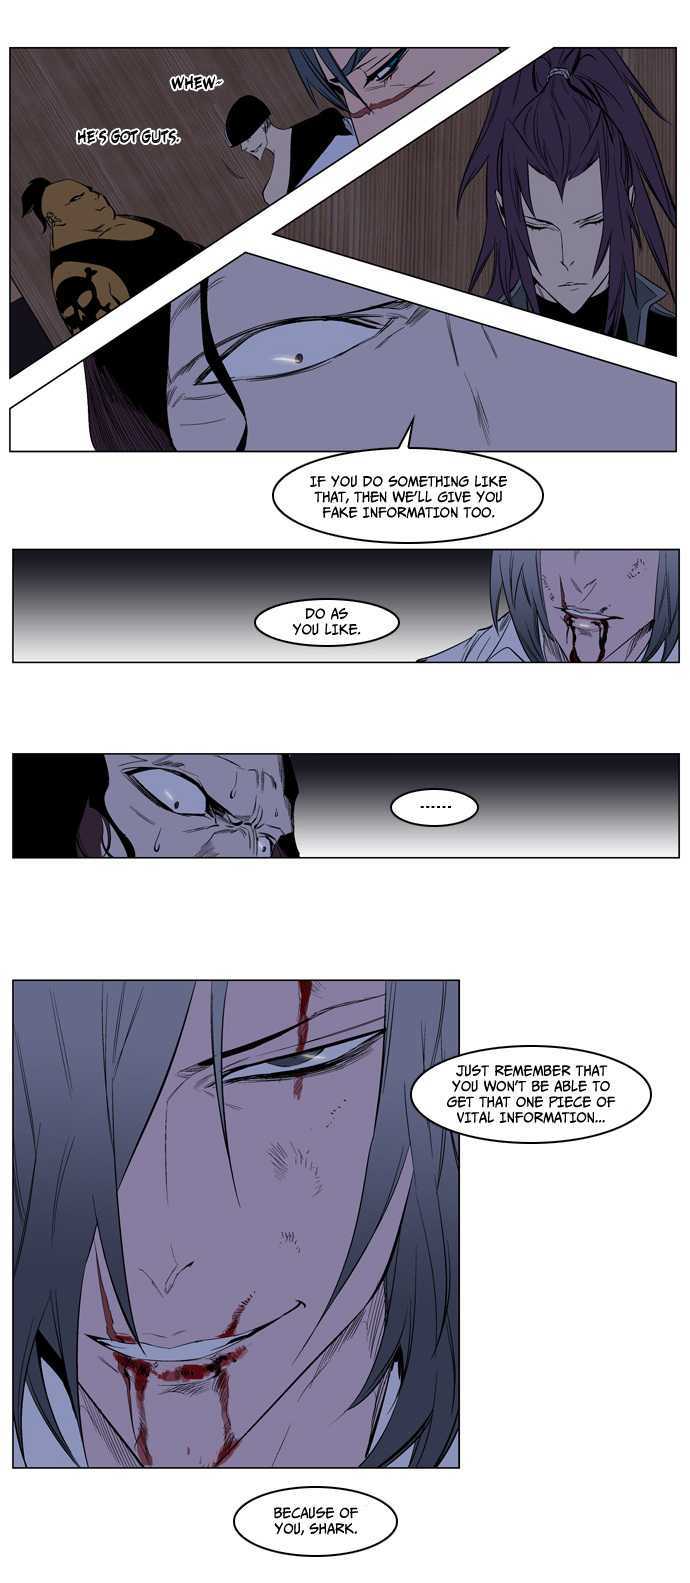 WHEW~
HE'S GOT GUTS.
IF YOU DO SOMETHING LIKE
THAT, THEN WE'LL GIVE YOU
FAKE INFORMATION TOO.
DO AS
YOU LIKE.
------
JUST REMEMBER THAT
YOU WON'T BE ABLE TO
GET THAT ONE PIECE OF
VITAL INFORMATION...
BECAUSE OF
YOU, SHARK.